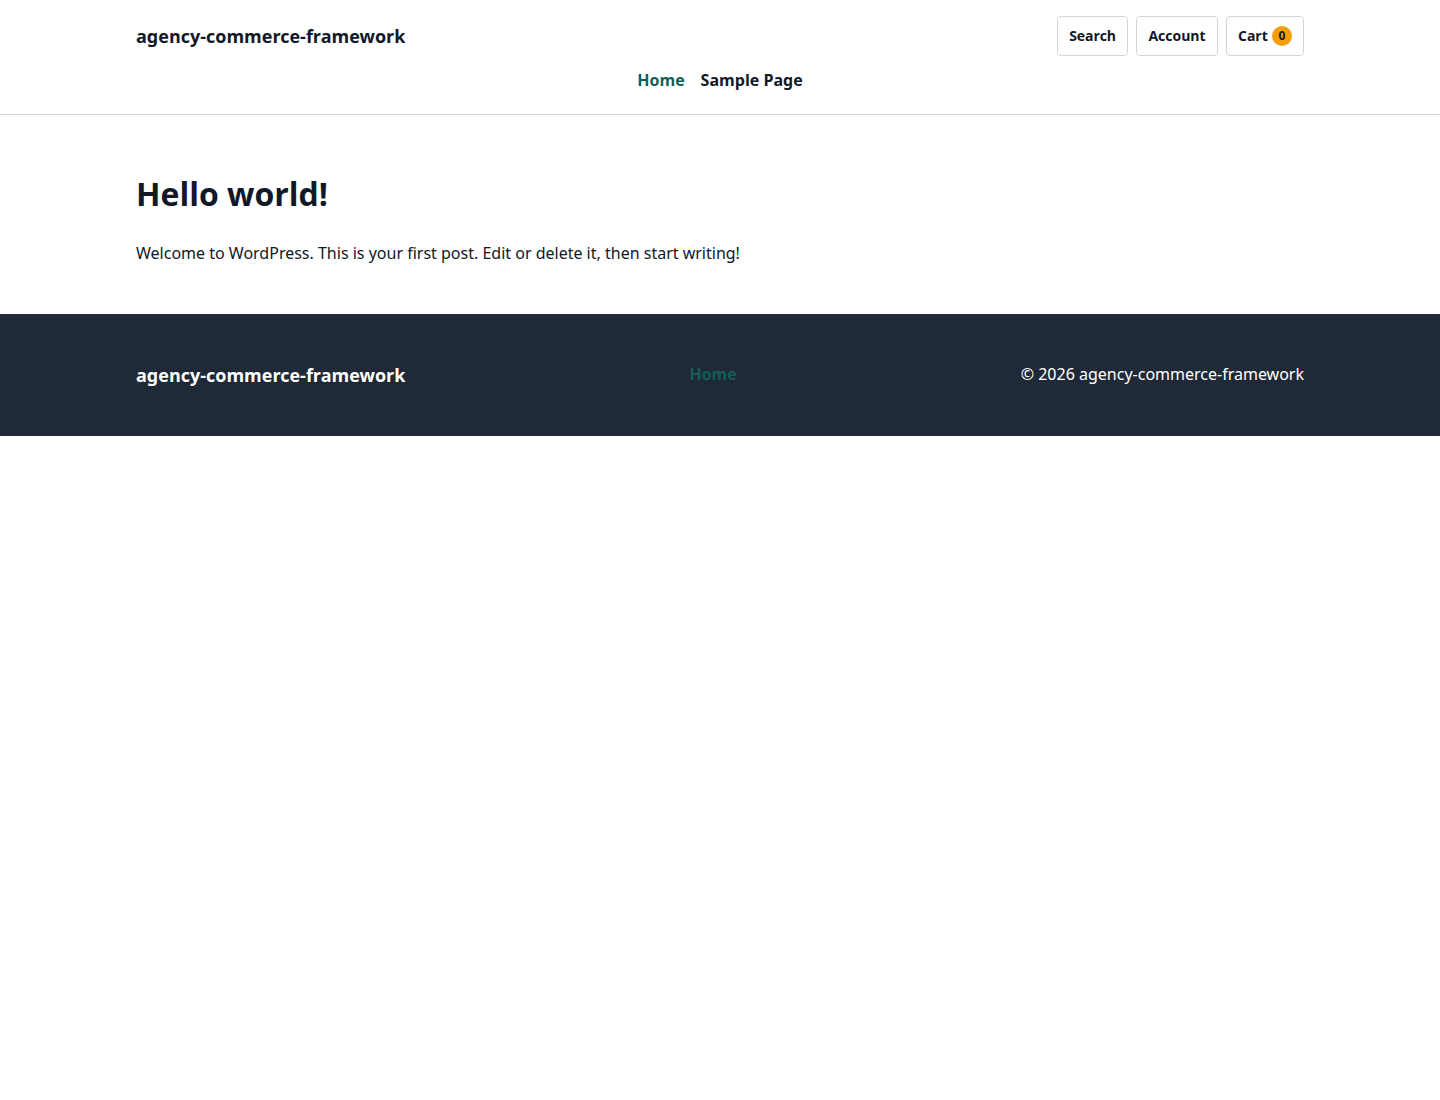 agency-commerce-framework
Search Account Cart 0
Home Sample Page
Hello world!
Welcome to WordPress. This is your first post. Edit or delete it, then start writing!
agency-commerce-framework Home © 2026 agency-commerce-framework